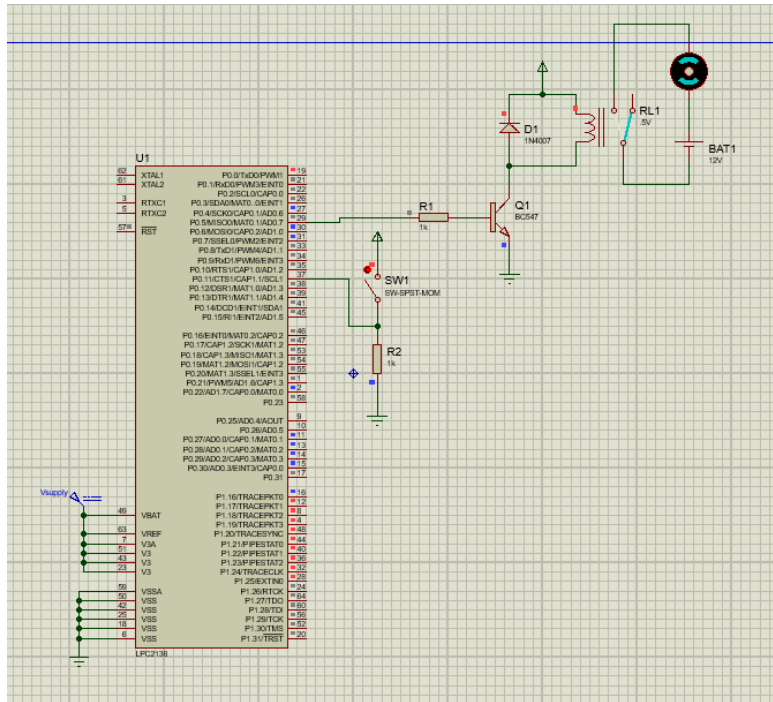 U1
62 XTAL1 P0.0/TxD0/PWM1 19
61 XTAL2 P0.1/RxD0/PWM3/EINT0 21
P0.2/SCL0/CAP0.0 22
3 RTXC1 P0.3/SDA0/MAT0.0/EINT1 26
5 RTXC2 P0.4/SCK0/CAP0.1/AD0.6 27
P0.5/MISO0/MAT0.1/AD0.7 29
57 RST P0.6/MOSI0/CAP0.2/AD1.0 30
P0.7/SSEL0/PWM2/EINT2 31
P0.8/TxD1/PWM4/AD1.1 33
P0.9/RxD1/PWM6/EINT3 34
P0.10/RTS1/CAP1.0/AD1.2 35
P0.11/CTS1/CAP1.1/SCL1 37
P0.12/DSR1/MAT1.0/AD1.3 38
P0.13/DTR1/MAT1.1/AD1.4 39
P0.14/DCD1/EINT1/SDA1 41
P0.15/RI1/EINT2/AD1.5 45
P0.16/EINT0/MAT0.2/CAP0.2 46
P0.17/CAP1.2/SCK1/MAT1.2 47
P0.18/CAP1.3/MISO1/MAT1.3 53
P0.19/MAT1.2/MOSI1/CAP1.2 54
P0.20/MAT1.3/SSEL1/EINT3 55
P0.21/PWM5/AD1.6/CAP1.3 1
P0.22/AD1.7/CAP0.0/MAT0.0 2
P0.23 58
P0.25/AD0.4/AOUT 9
P0.26/AD0.5 10
P0.27/AD0.0/CAP0.1/MAT0.1 11
P0.28/AD0.1/CAP0.2/MAT0.2 13
P0.29/AD0.2/CAP0.3/MAT0.3 14
P0.30/AD0.3/EINT3/CAP0.0 15
P0.31 17
Vsupply
P1.16/TRACEPKT0 16
P1.17/TRACEPKT1 12
49 VBAT P1.18/TRACEPKT2 8
P1.19/TRACEPKT3 4
63 VREF P1.20/TRACESYNC 48
7 V3A P1.21/PIPESTAT0 44
51 V3 P1.22/PIPESTAT1 40
43 V3 P1.23/PIPESTAT2 36
23 V3 P1.24/TRACECLK 32
P1.25/EXTIN0 28
59 VSSA P1.26/RTCK 24
50 VSS P1.27/TDO 64
42 VSS P1.28/TDI 60
25 VSS P1.29/TCK 56
18 VSS P1.30/TMS 52
6 VSS P1.31/TRST 20
LPC2138
R1
1k
SW1
SW-SPST-MOM
R2
1k
D1
1N4007
Q1
BC547
RL1
5V
BAT1
12V